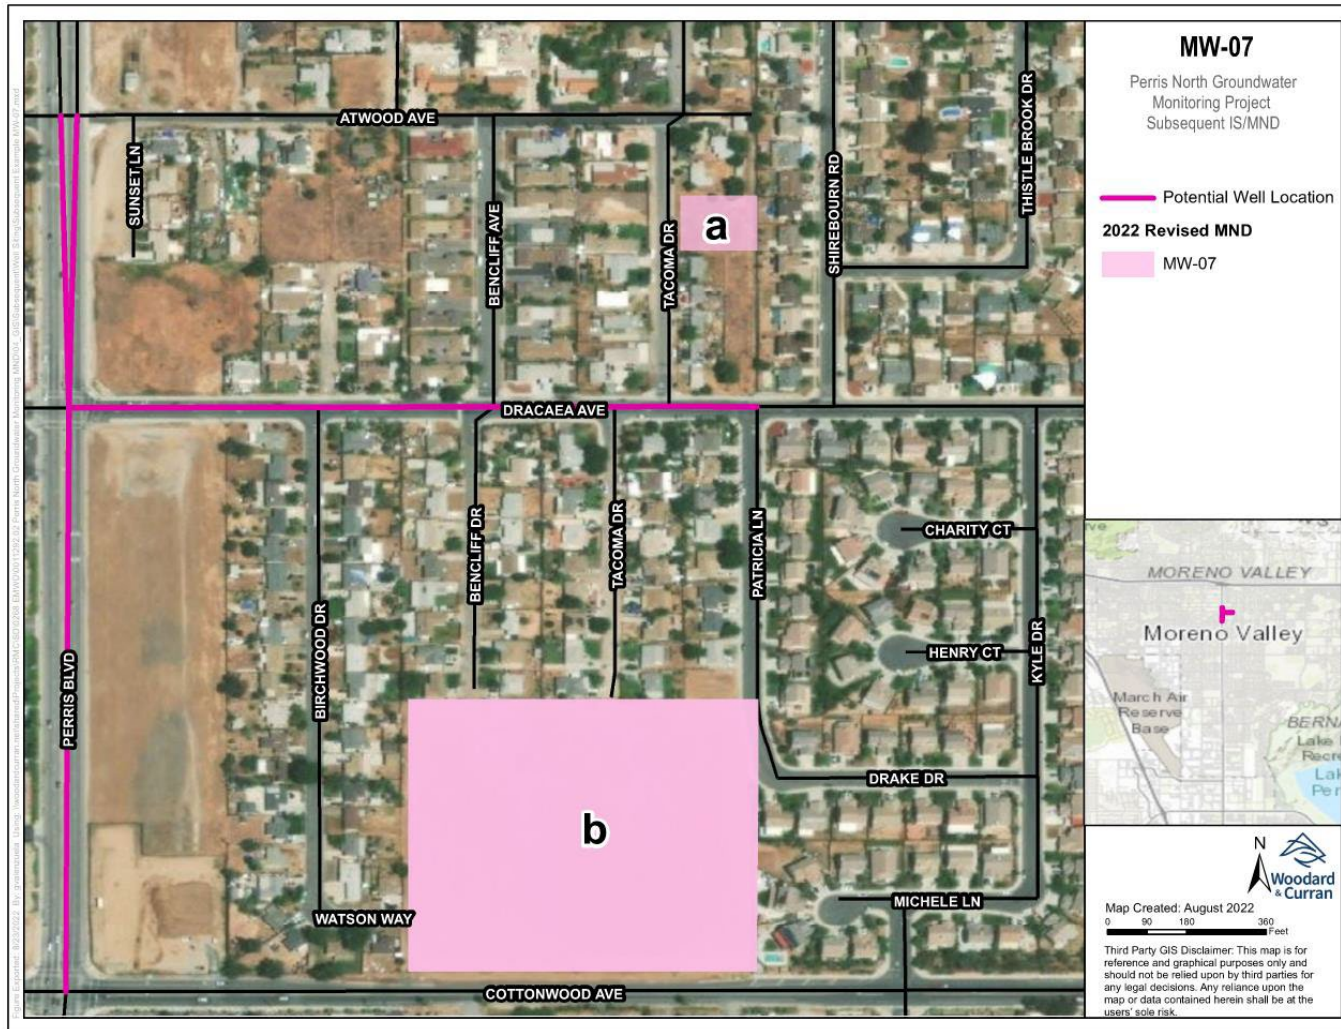 MW-07
Perris North Groundwater
Monitoring Project
Subsequent IS/MND
Potential Well Location
2022 Revised MND
MW-07
ATWOOD AVE
SUNSET LN
BENCLIFF AVE
TACOMA DR
a
SHIREBOURN RD
THISTLE BROOK DR
DRACAEA AVE
BENCLIFF DR
TACOMA DR
PATRICIA LN
CHARITY CT
HENRY CT
KYLE DR
BIRCHWOOD DR
PERRIS BLVD
DRAKE DR
b
MICHELE LN
WATSON WAY
COTTONWOOD AVE
MORENO VALLEY
Moreno Valley
March Air
Reserve
Base
BERNA
Lake
Recre
Lak
Per
N
Woodard
& Curran
Map Created: August 2022
0 90 180 360
Feet
Third Party GIS Disclaimer: This map is for
reference and graphical purposes only and
should not be relied upon by third parties for
any legal decisions. Any reliance upon the
map or data contained herein shall be at the
users' sole risk.